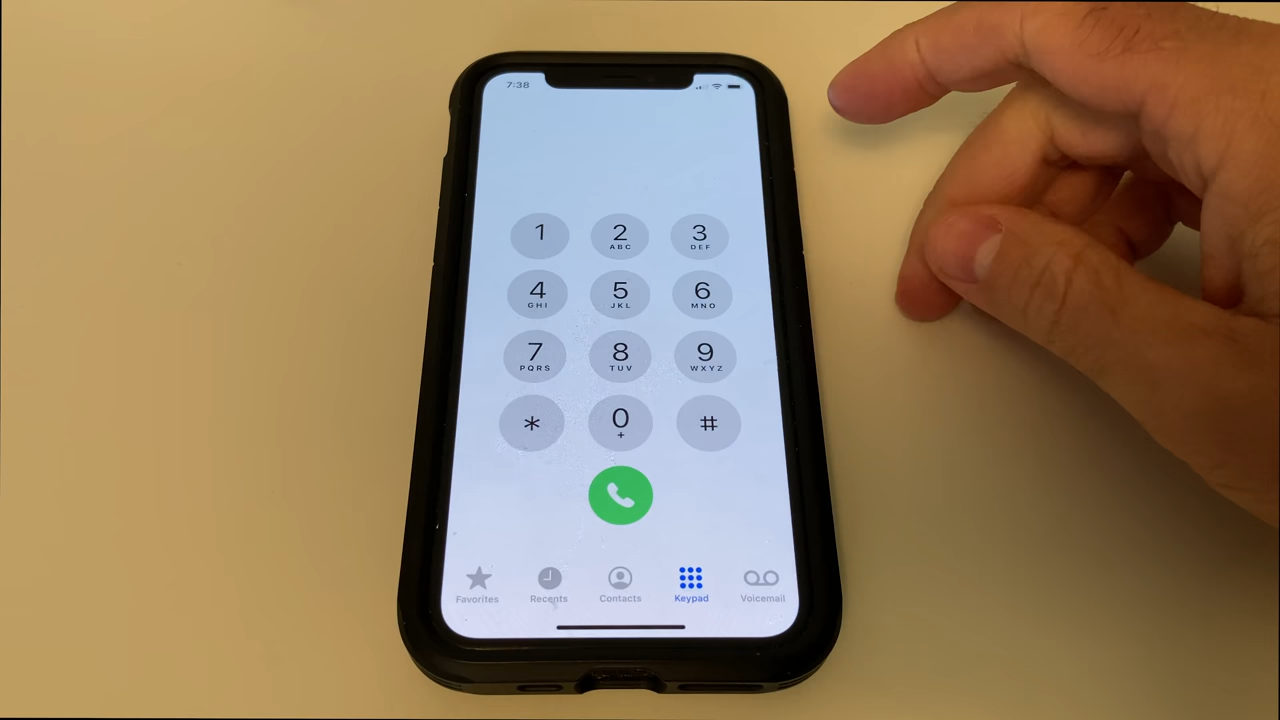 7:38
1 2 3
ABC DEF
4 5 6
GHI JKL MNO
7 8 9
PQRS TUV WXYZ
* 0 #
+
Favorites Recents Contacts Keypad Voicemail